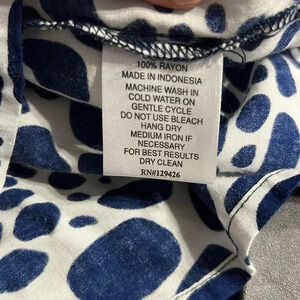 100% RAYON
MADE IN INDONESIA
MACHINE WASH IN
COLD WATER ON
GENTLE CYCLE
DO NOT USE BLEACH
HANG DRY
MEDIUM IRON IF
NECESSARY
FOR BEST RESULTS
DRY CLEAN
RN#129426